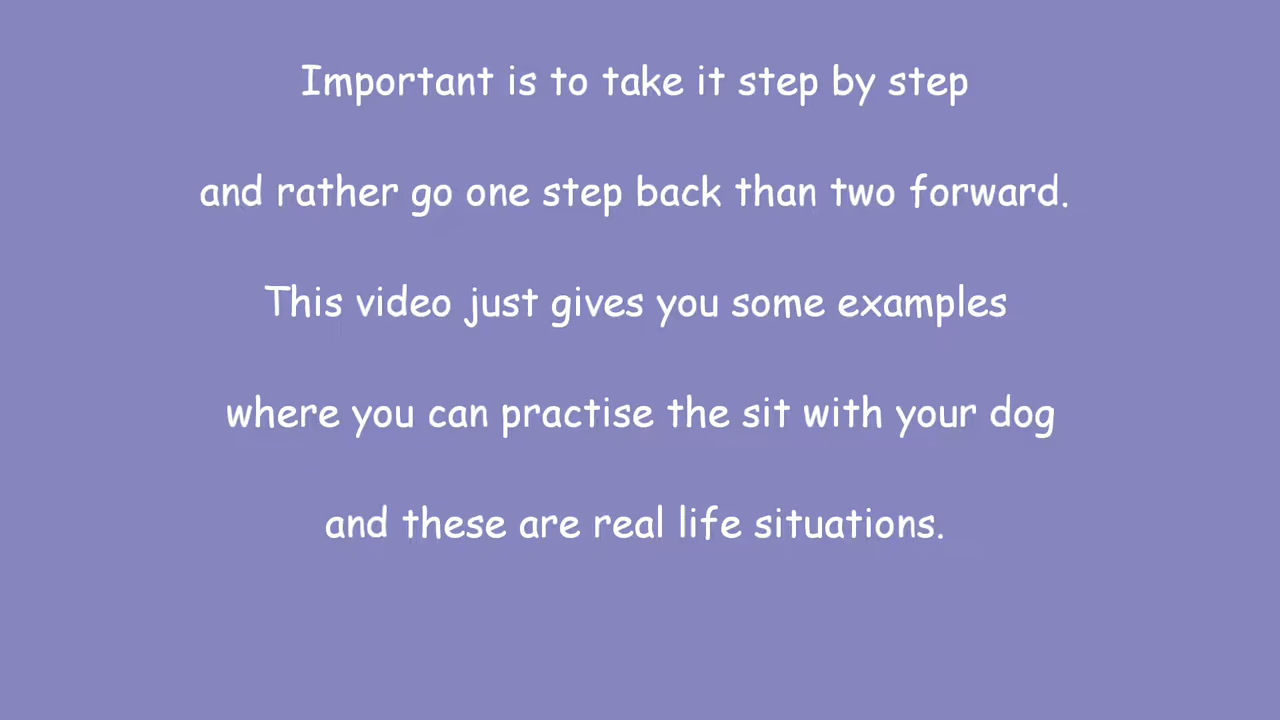 Important is to take it step by step
and rather go one step back than two forward.
This video just gives you some examples
where you can practise the sit with your dog
and these are real life situations.